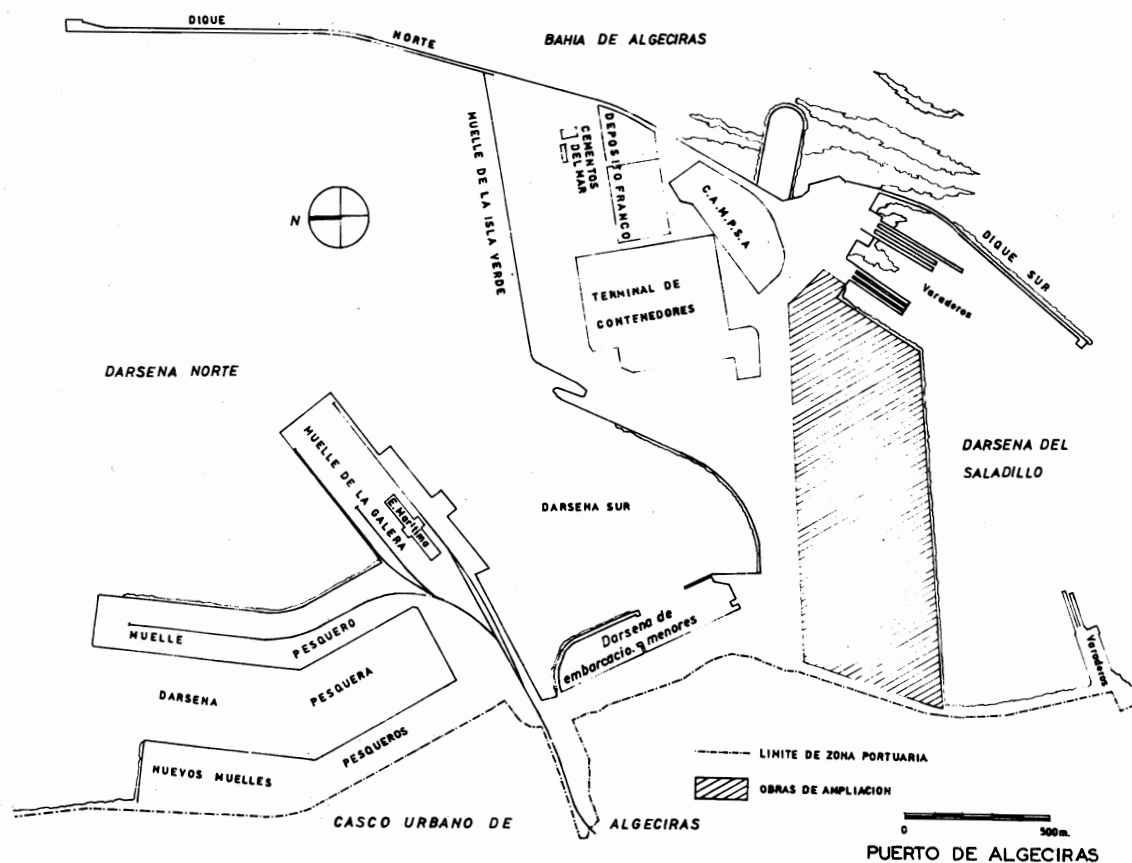 DIQUE
NORTE
BAHIA DE ALGECIRAS
MUELLE DE LA ISLA VERDE
CEMENTOS
DEL MAR
DEPOSITO FRANCO
C.A.M.P.S.A
N
DIQUE SUR
Varaderos
TERMINAL DE
CONTENEDORES
DARSENA NORTE
MUELLE DE LA GALERA
E. Marítima
DARSENA SUR
DARSENA DEL
SALADILLO
MUELLE
PESQUERO
Darsena de
embarcacio. menores
Varaderos
DARSENA
PESQUERA
NUEVOS MUELLES
PESQUEROS
LIMITE DE ZONA PORTUARIA
OBRAS DE AMPLIACION
CASCO URBANO DE
ALGECIRAS
0
500m.
PUERTO DE ALGECIRAS